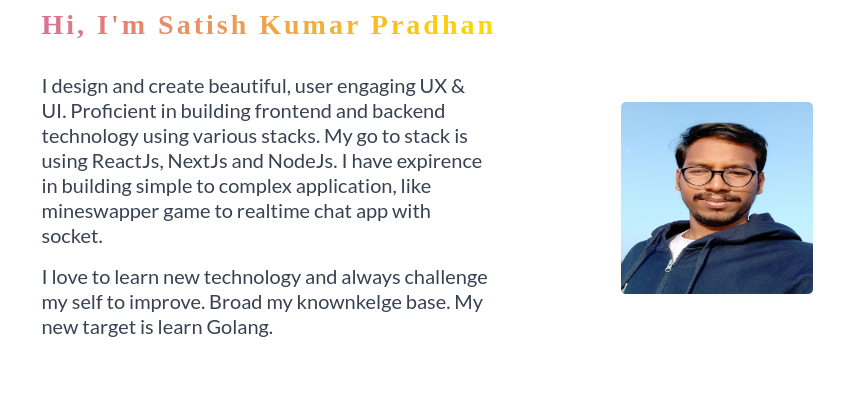 Hi, I'm Satish Kumar Pradhan
I design and create beautiful, user engaging UX &
UI. Proficient in building frontend and backend
technology using various stacks. My go to stack is
using ReactJs, NextJs and NodeJs. I have expirence
in building simple to complex application, like
mineswapper game to realtime chat app with
socket.
I love to learn new technology and always challenge
my self to improve. Broad my knownkelge base. My
new target is learn Golang.